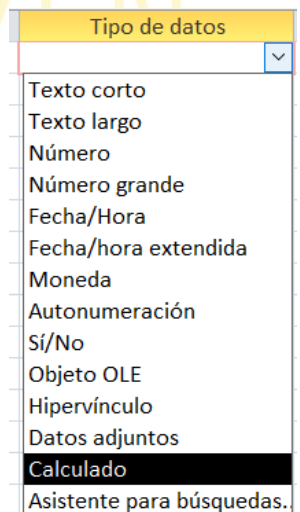 Tipo de datos
Texto corto
Texto largo
Número
Número grande
Fecha/Hora
Fecha/hora extendida
Moneda
Autonumeración
Sí/No
Objeto OLE
Hipervínculo
Datos adjuntos
Calculado
Asistente para búsquedas..